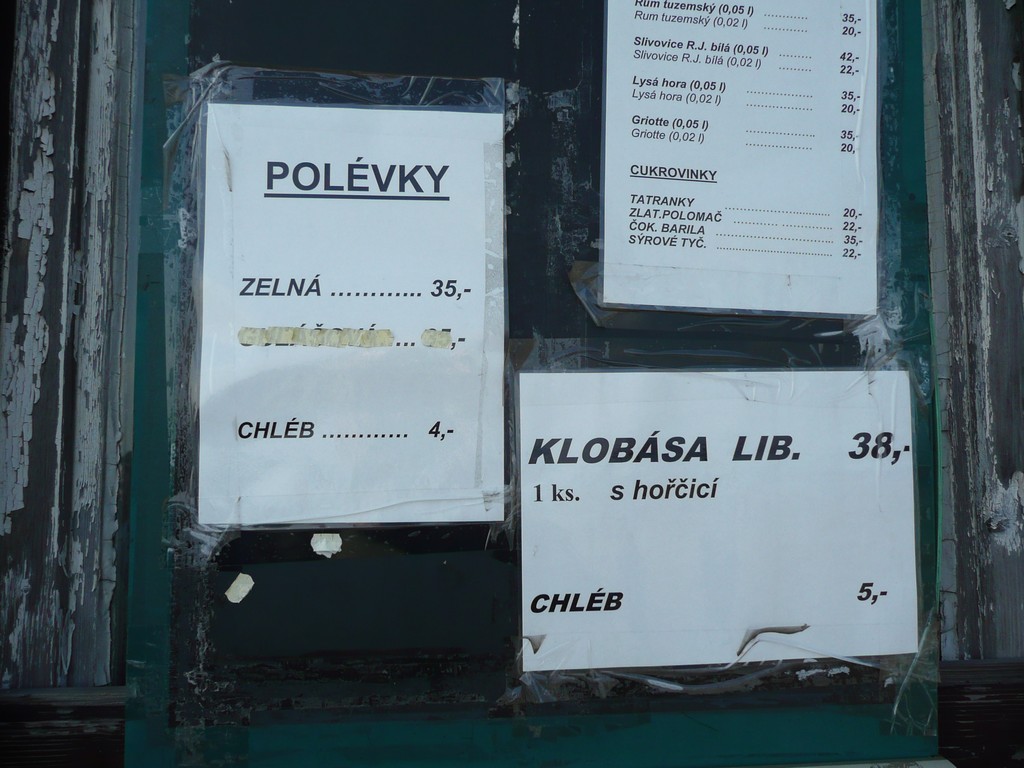 POLÉVKY
ZELNÁ ............ 35,-
... ,-
CHLÉB ............ 4,-
Rum tuzemský (0,05 l) ............ 35,-
Rum tuzemský (0,02 l) 20,-
Slivovice R.J. bílá (0,05 l) ........ 42,-
Slivovice R.J. bílá (0,02 l) ......... 22,-
Lysá hora (0,05 l) ......................... 35,-
Lysá hora (0,02 l) ......................... 20,-
Griotte (0,05 l) ......................... 35,-
Griotte (0,02 l) ......................... 20,-
CUKROVINKY
TATRANKY ............................ 20,-
ZLAT.POLOMAČ ............................ 22,-
ČOK. BARILA ............................ 35,-
SÝROVÉ TYČ. ............................ 22,-
KLOBÁSA LIB. 38,-
1 ks. s hořčicí
CHLÉB 5,-